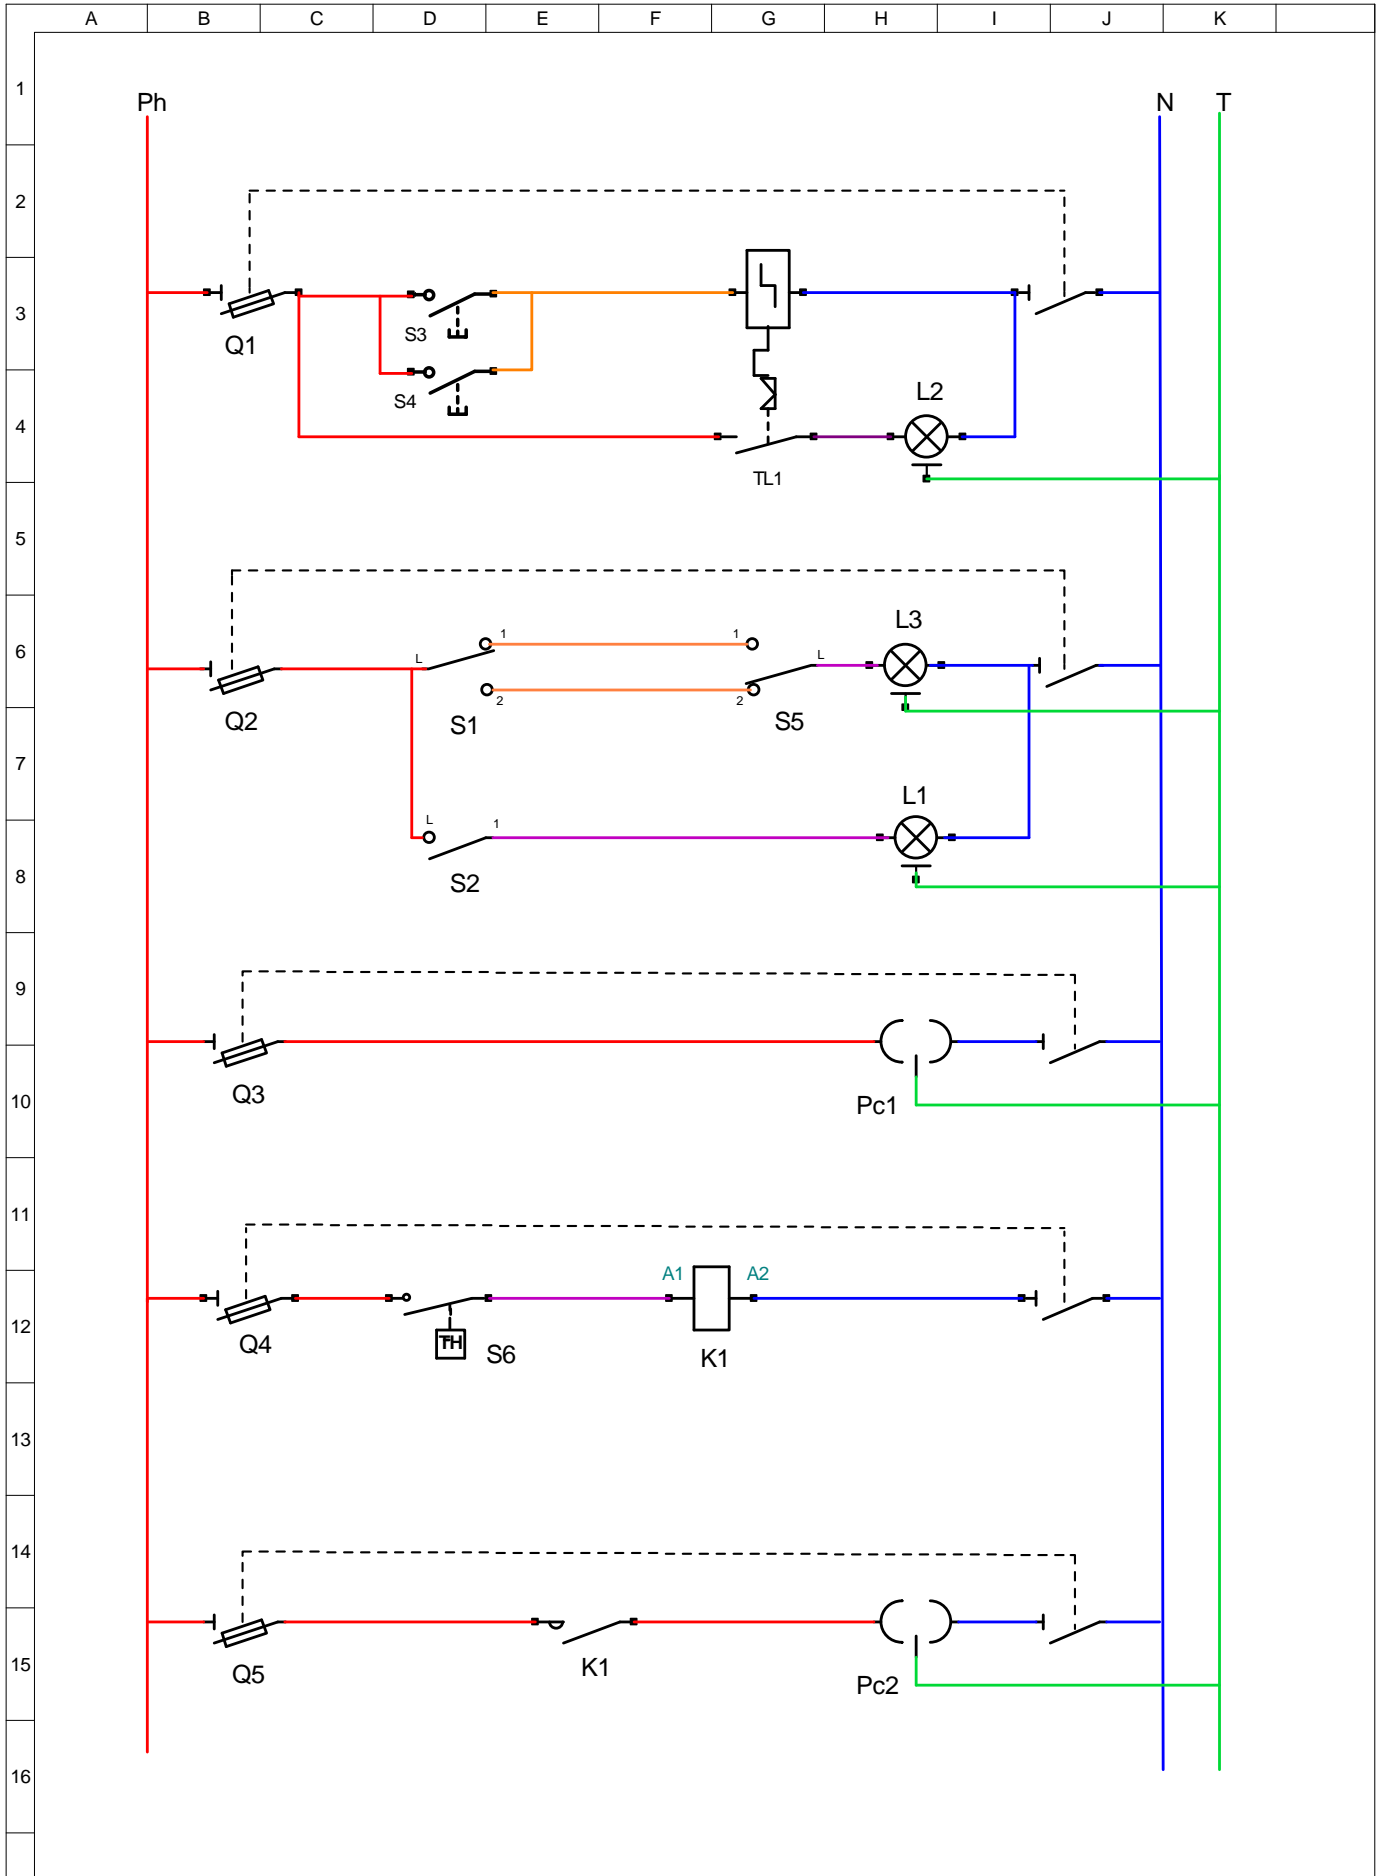 A B C D E F G H I J K
1
Ph N T
2
3
S3
Q1
S4
L2
4
TL1
5
L3
6
1 1
L L
2 2
Q2 S1 S5
7
L1
L 1
8
S2
9
Q3
10
Pc1
11
A1 A2
12
TH
Q4 S6 K1
13
14
15
Q5 K1
Pc2
16